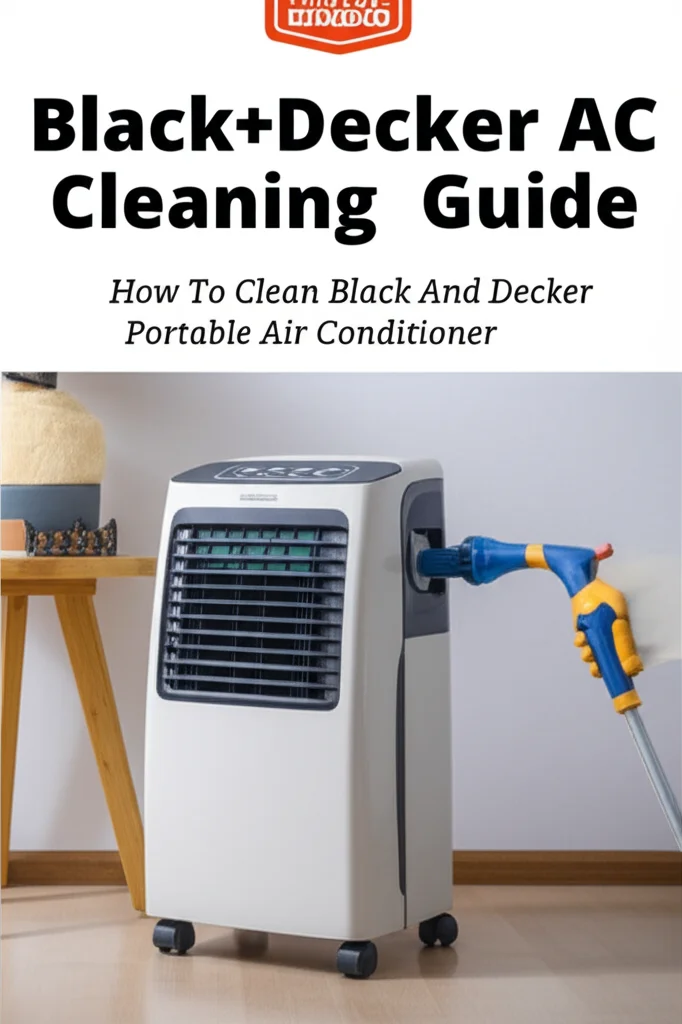 Black+Decker AC
Cleaning Guide
How To Clean Black And Decker
Portable Air Conditioner